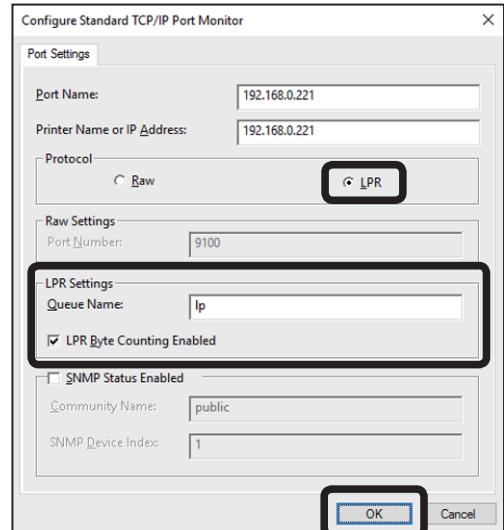 Configure Standard TCP/IP Port Monitor
Port Settings
Port Name: 192.168.0.221
Printer Name or IP Address: 192.168.0.221
Protocol
Raw LPR
Raw Settings
Port Number: 9100
LPR Settings
Queue Name: lp
LPR Byte Counting Enabled
SNMP Status Enabled
Community Name: public
SNMP Device Index: 1
OK Cancel